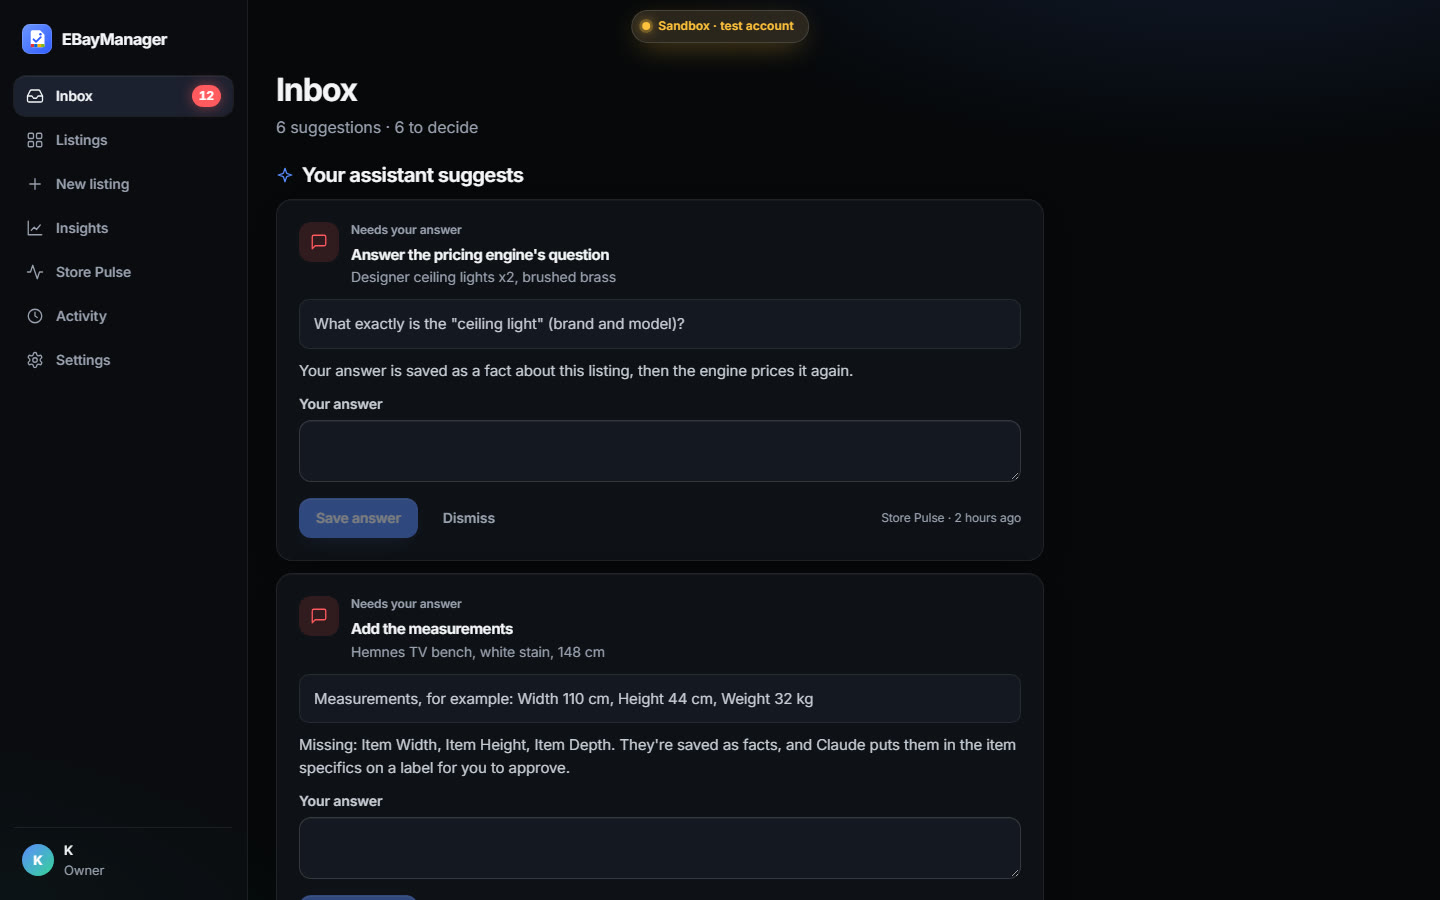 Sandbox · test account
EBayManager
Inbox 12
Listings
New listing
Insights
Store Pulse
Activity
Settings
K
K
Owner
Inbox
6 suggestions · 6 to decide
Your assistant suggests
Needs your answer
Answer the pricing engine's question
Designer ceiling lights x2, brushed brass
What exactly is the "ceiling light" (brand and model)?
Your answer is saved as a fact about this listing, then the engine prices it again.
Your answer
Save answer Dismiss Store Pulse · 2 hours ago
Needs your answer
Add the measurements
Hemnes TV bench, white stain, 148 cm
Measurements, for example: Width 110 cm, Height 44 cm, Weight 32 kg
Missing: Item Width, Item Height, Item Depth. They're saved as facts, and Claude puts them in the item
specifics on a label for you to approve.
Your answer